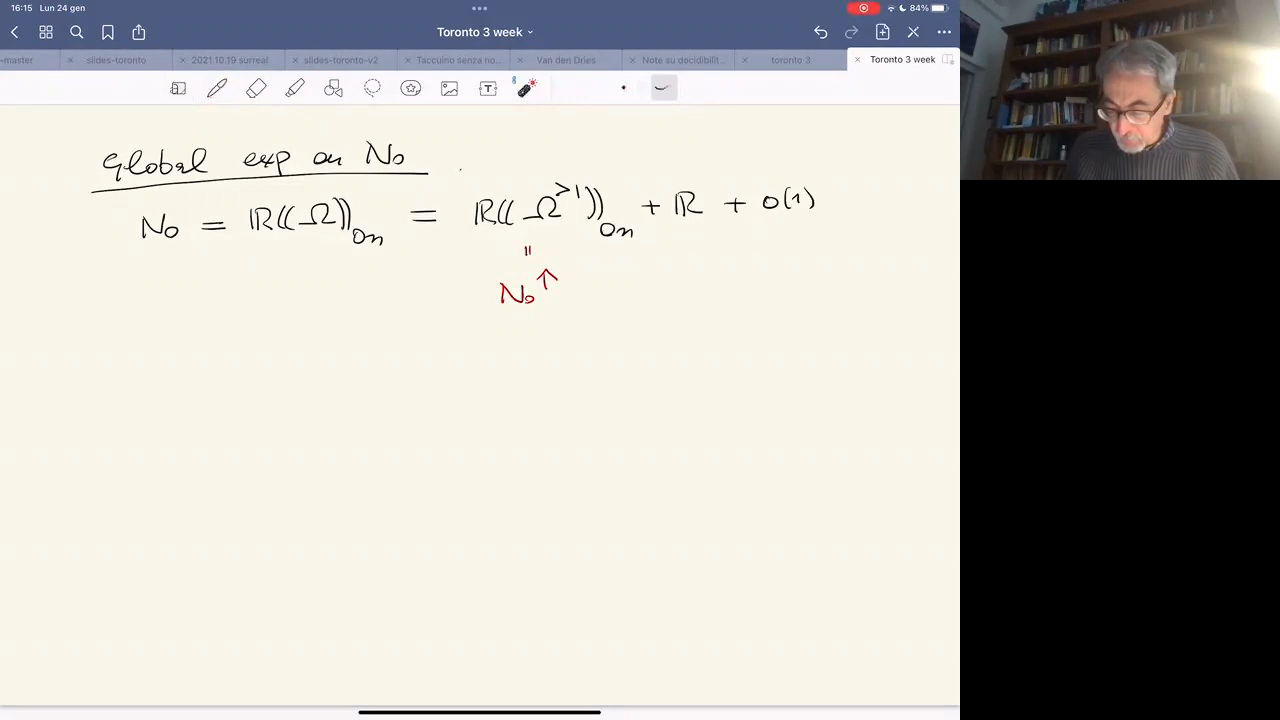 16:15 Lun 24 gen
84%
Toronto 3 week
-master
slides-toronto
2021.10.19 surreal
slides-toronto-v2
Taccuino senza no...
Van den Dries
Note su decidibilit...
toronto 3
Toronto 3 week
Global exp on No
No = ℝ((Ω))_On = ℝ((Ω^{>1}))_On + ℝ + o(1)
"
No^↑